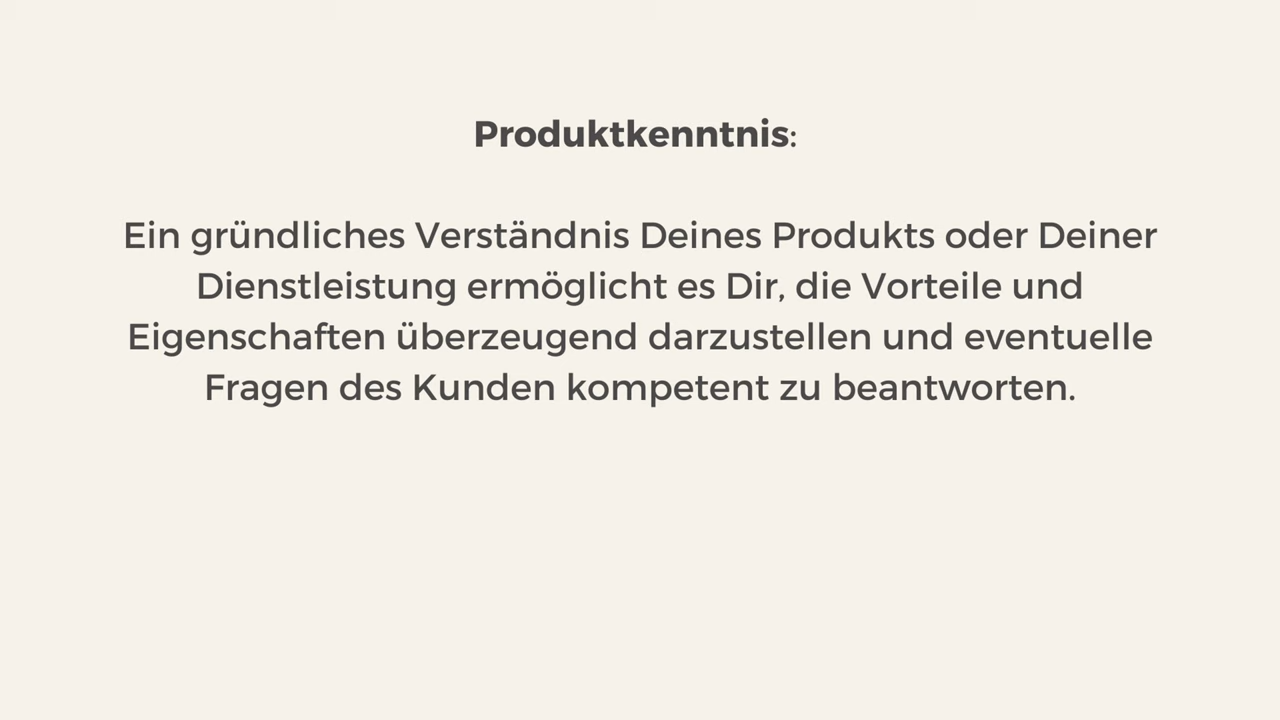 Produktkenntnis:
Ein gründliches Verständnis Deines Produkts oder Deiner
Dienstleistung ermöglicht es Dir, die Vorteile und
Eigenschaften überzeugend darzustellen und eventuelle
Fragen des Kunden kompetent zu beantworten.